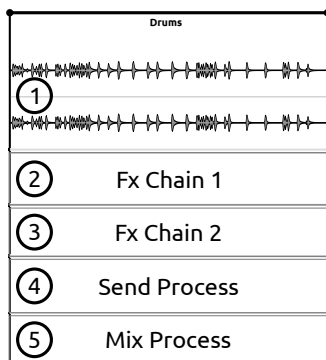 Drums
1
2 Fx Chain 1
3 Fx Chain 2
4 Send Process
5 Mix Process